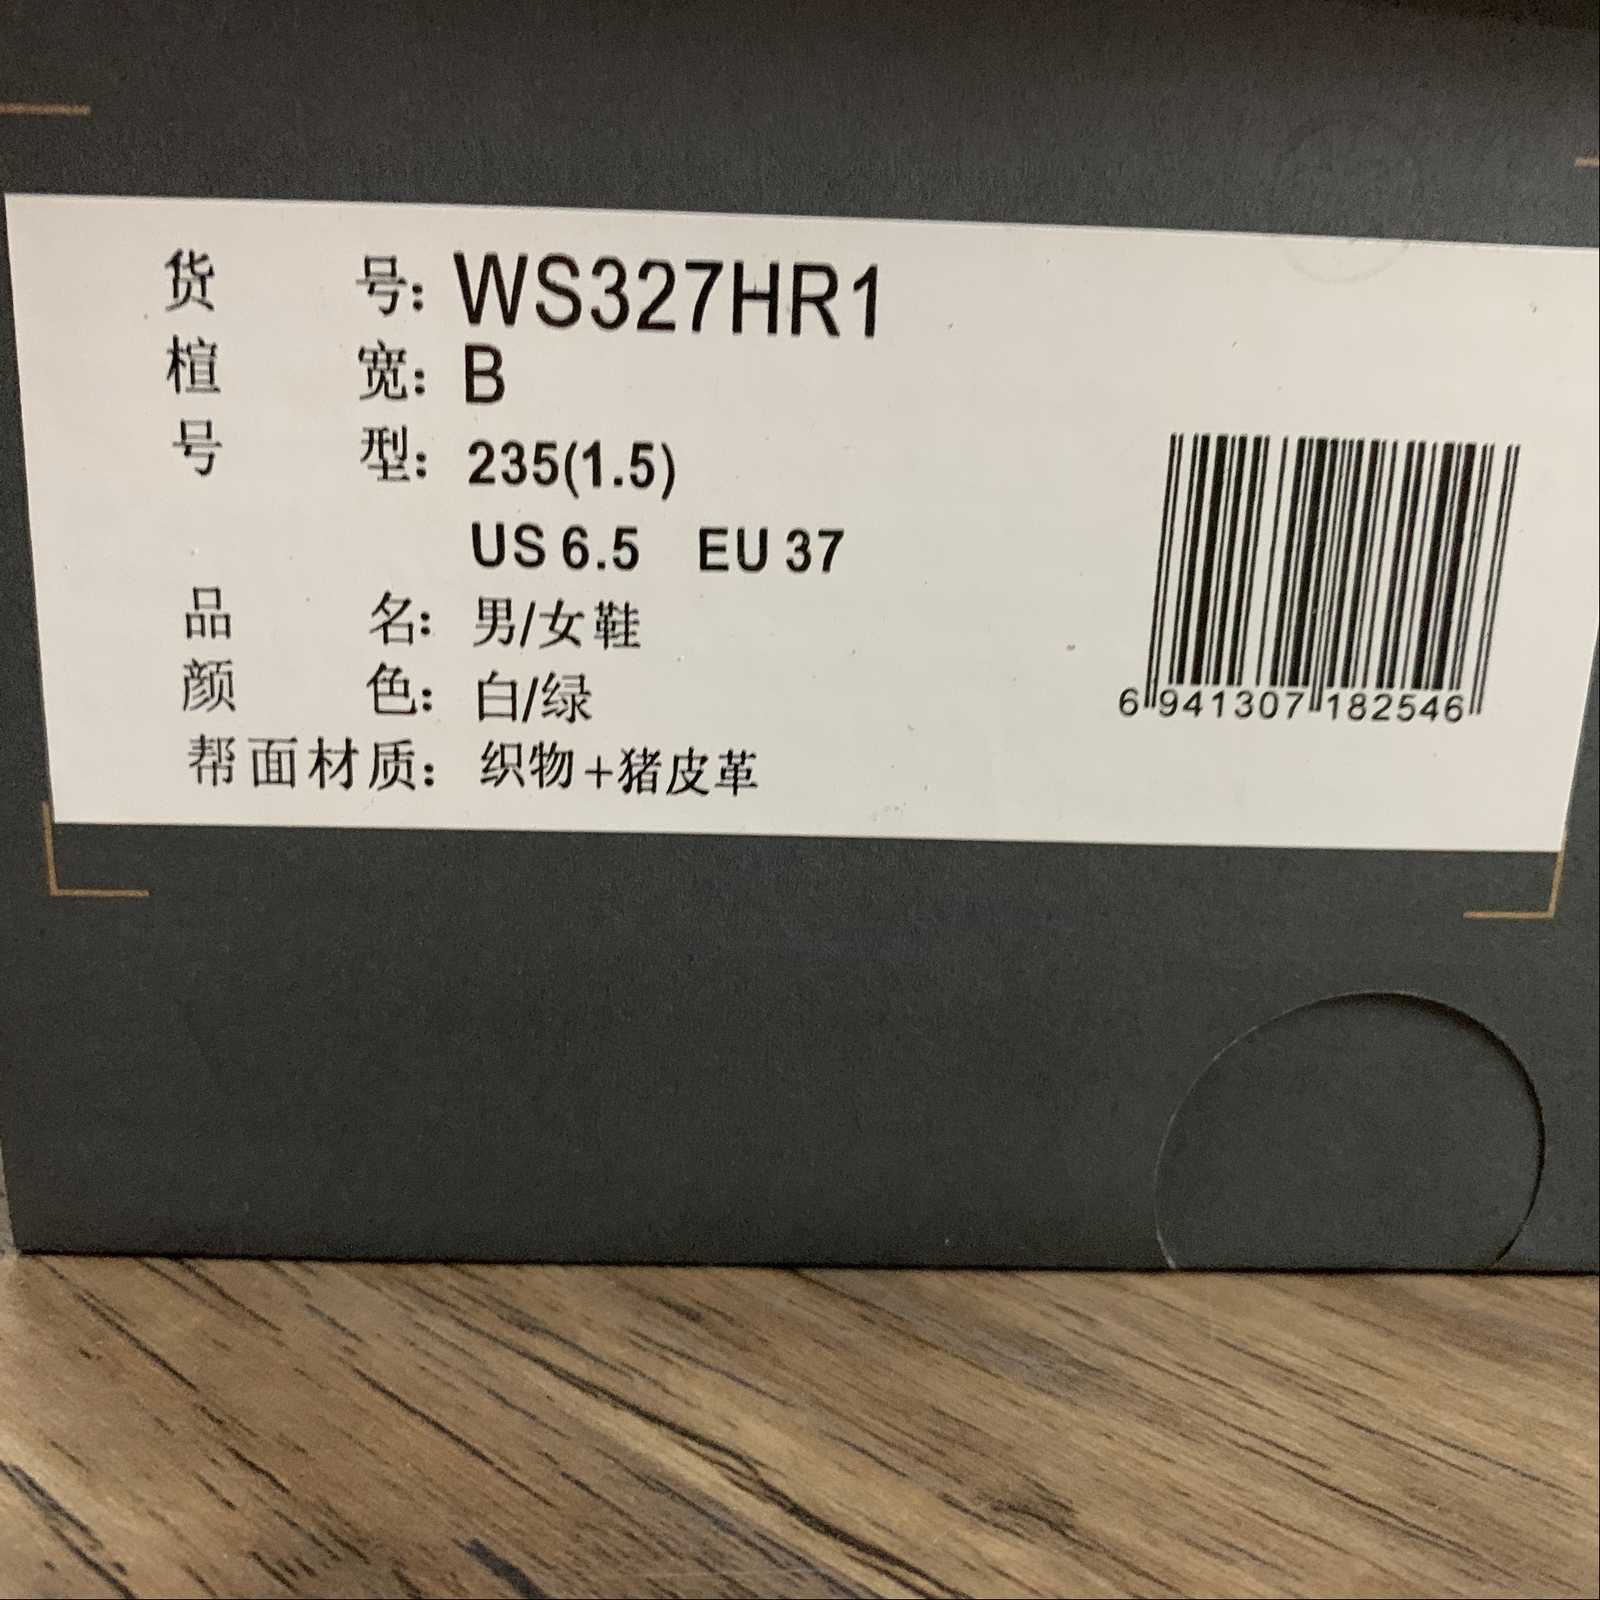 货号：WS327HR1
楦宽：B
号型：235(1.5)
US 6.5 EU 37
品名：男/女鞋
颜色：白/绿
帮面材质：织物+猪皮革
6 941307 182546